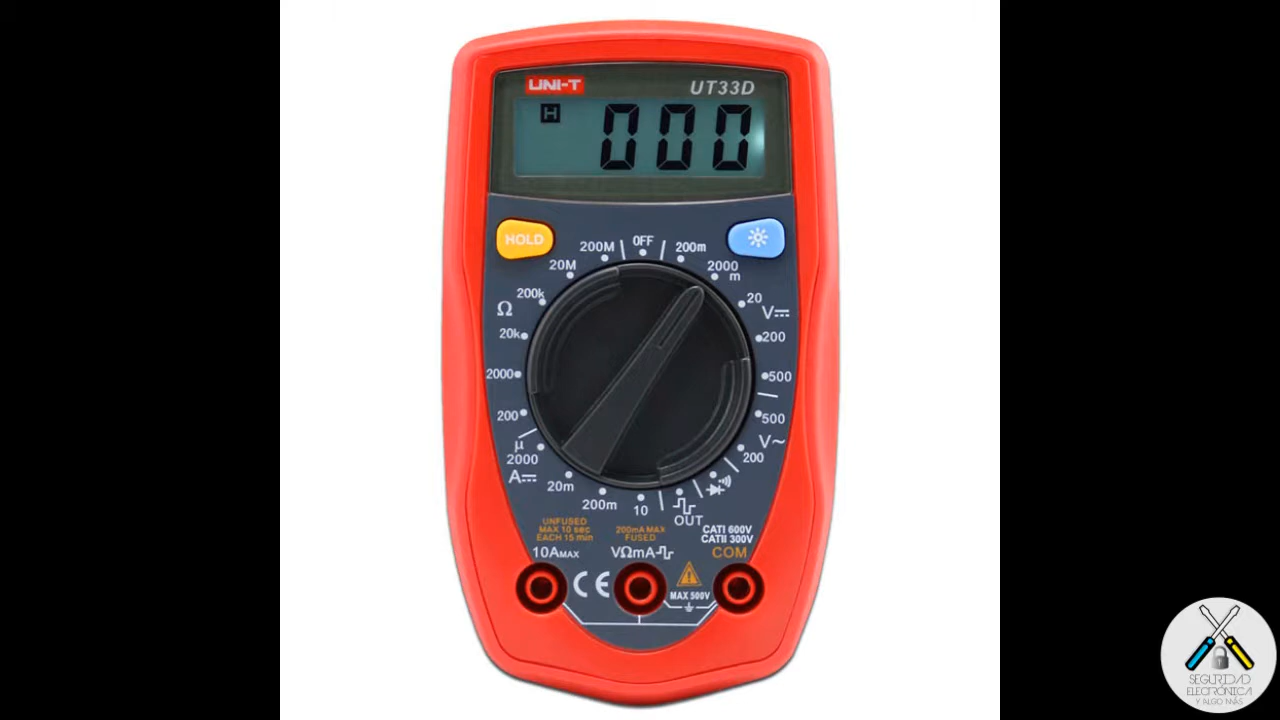 UNI-T
UT33D
H 000
HOLD
OFF
200m
2000
m
20
V⎓
200
500
500
V~
200
OUT
10
200m
20m
A⎓
2000
µ
200
2000
20k
Ω
200k
20M
200M
UNFUSED
MAX 10 sec
EACH 15 min
10AMAX
200mA MAX
FUSED
VΩmA
CATI 600V
CATII 300V
COM
CE
MAX 500V
SEGURIDAD
ELECTRÓNICA
Y ALGO MÁS